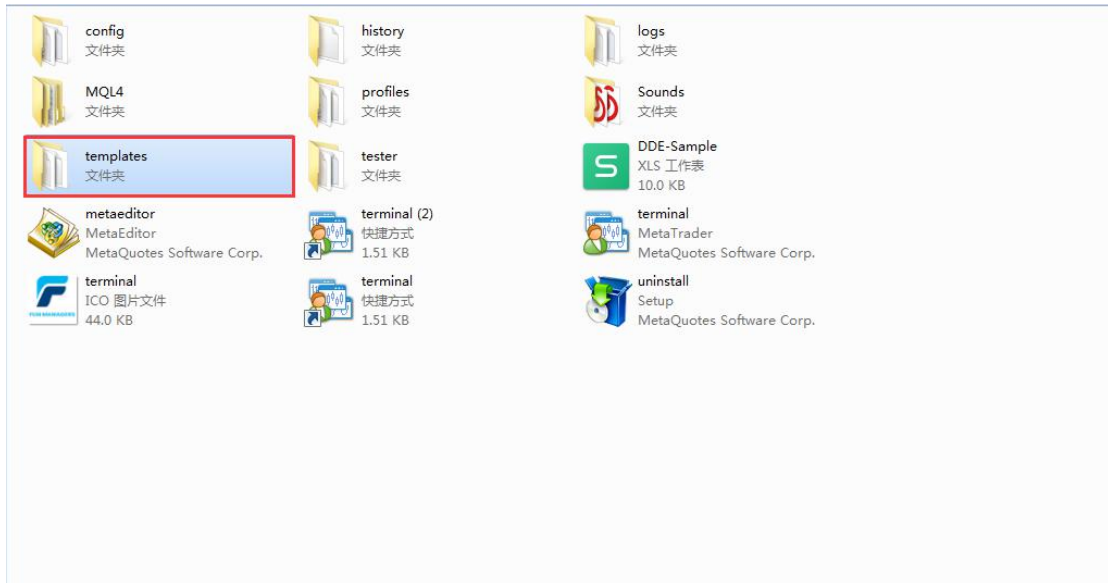 config
文件夹
history
文件夹
logs
文件夹
MQL4
文件夹
profiles
文件夹
Sounds
文件夹
templates
文件夹
tester
文件夹
DDE-Sample
XLS 工作表
10.0 KB
metaeditor
MetaEditor
MetaQuotes Software Corp.
terminal (2)
快捷方式
1.51 KB
terminal
MetaTrader
MetaQuotes Software Corp.
terminal
ICO 图片文件
44.0 KB
terminal
快捷方式
1.51 KB
uninstall
Setup
MetaQuotes Software Corp.